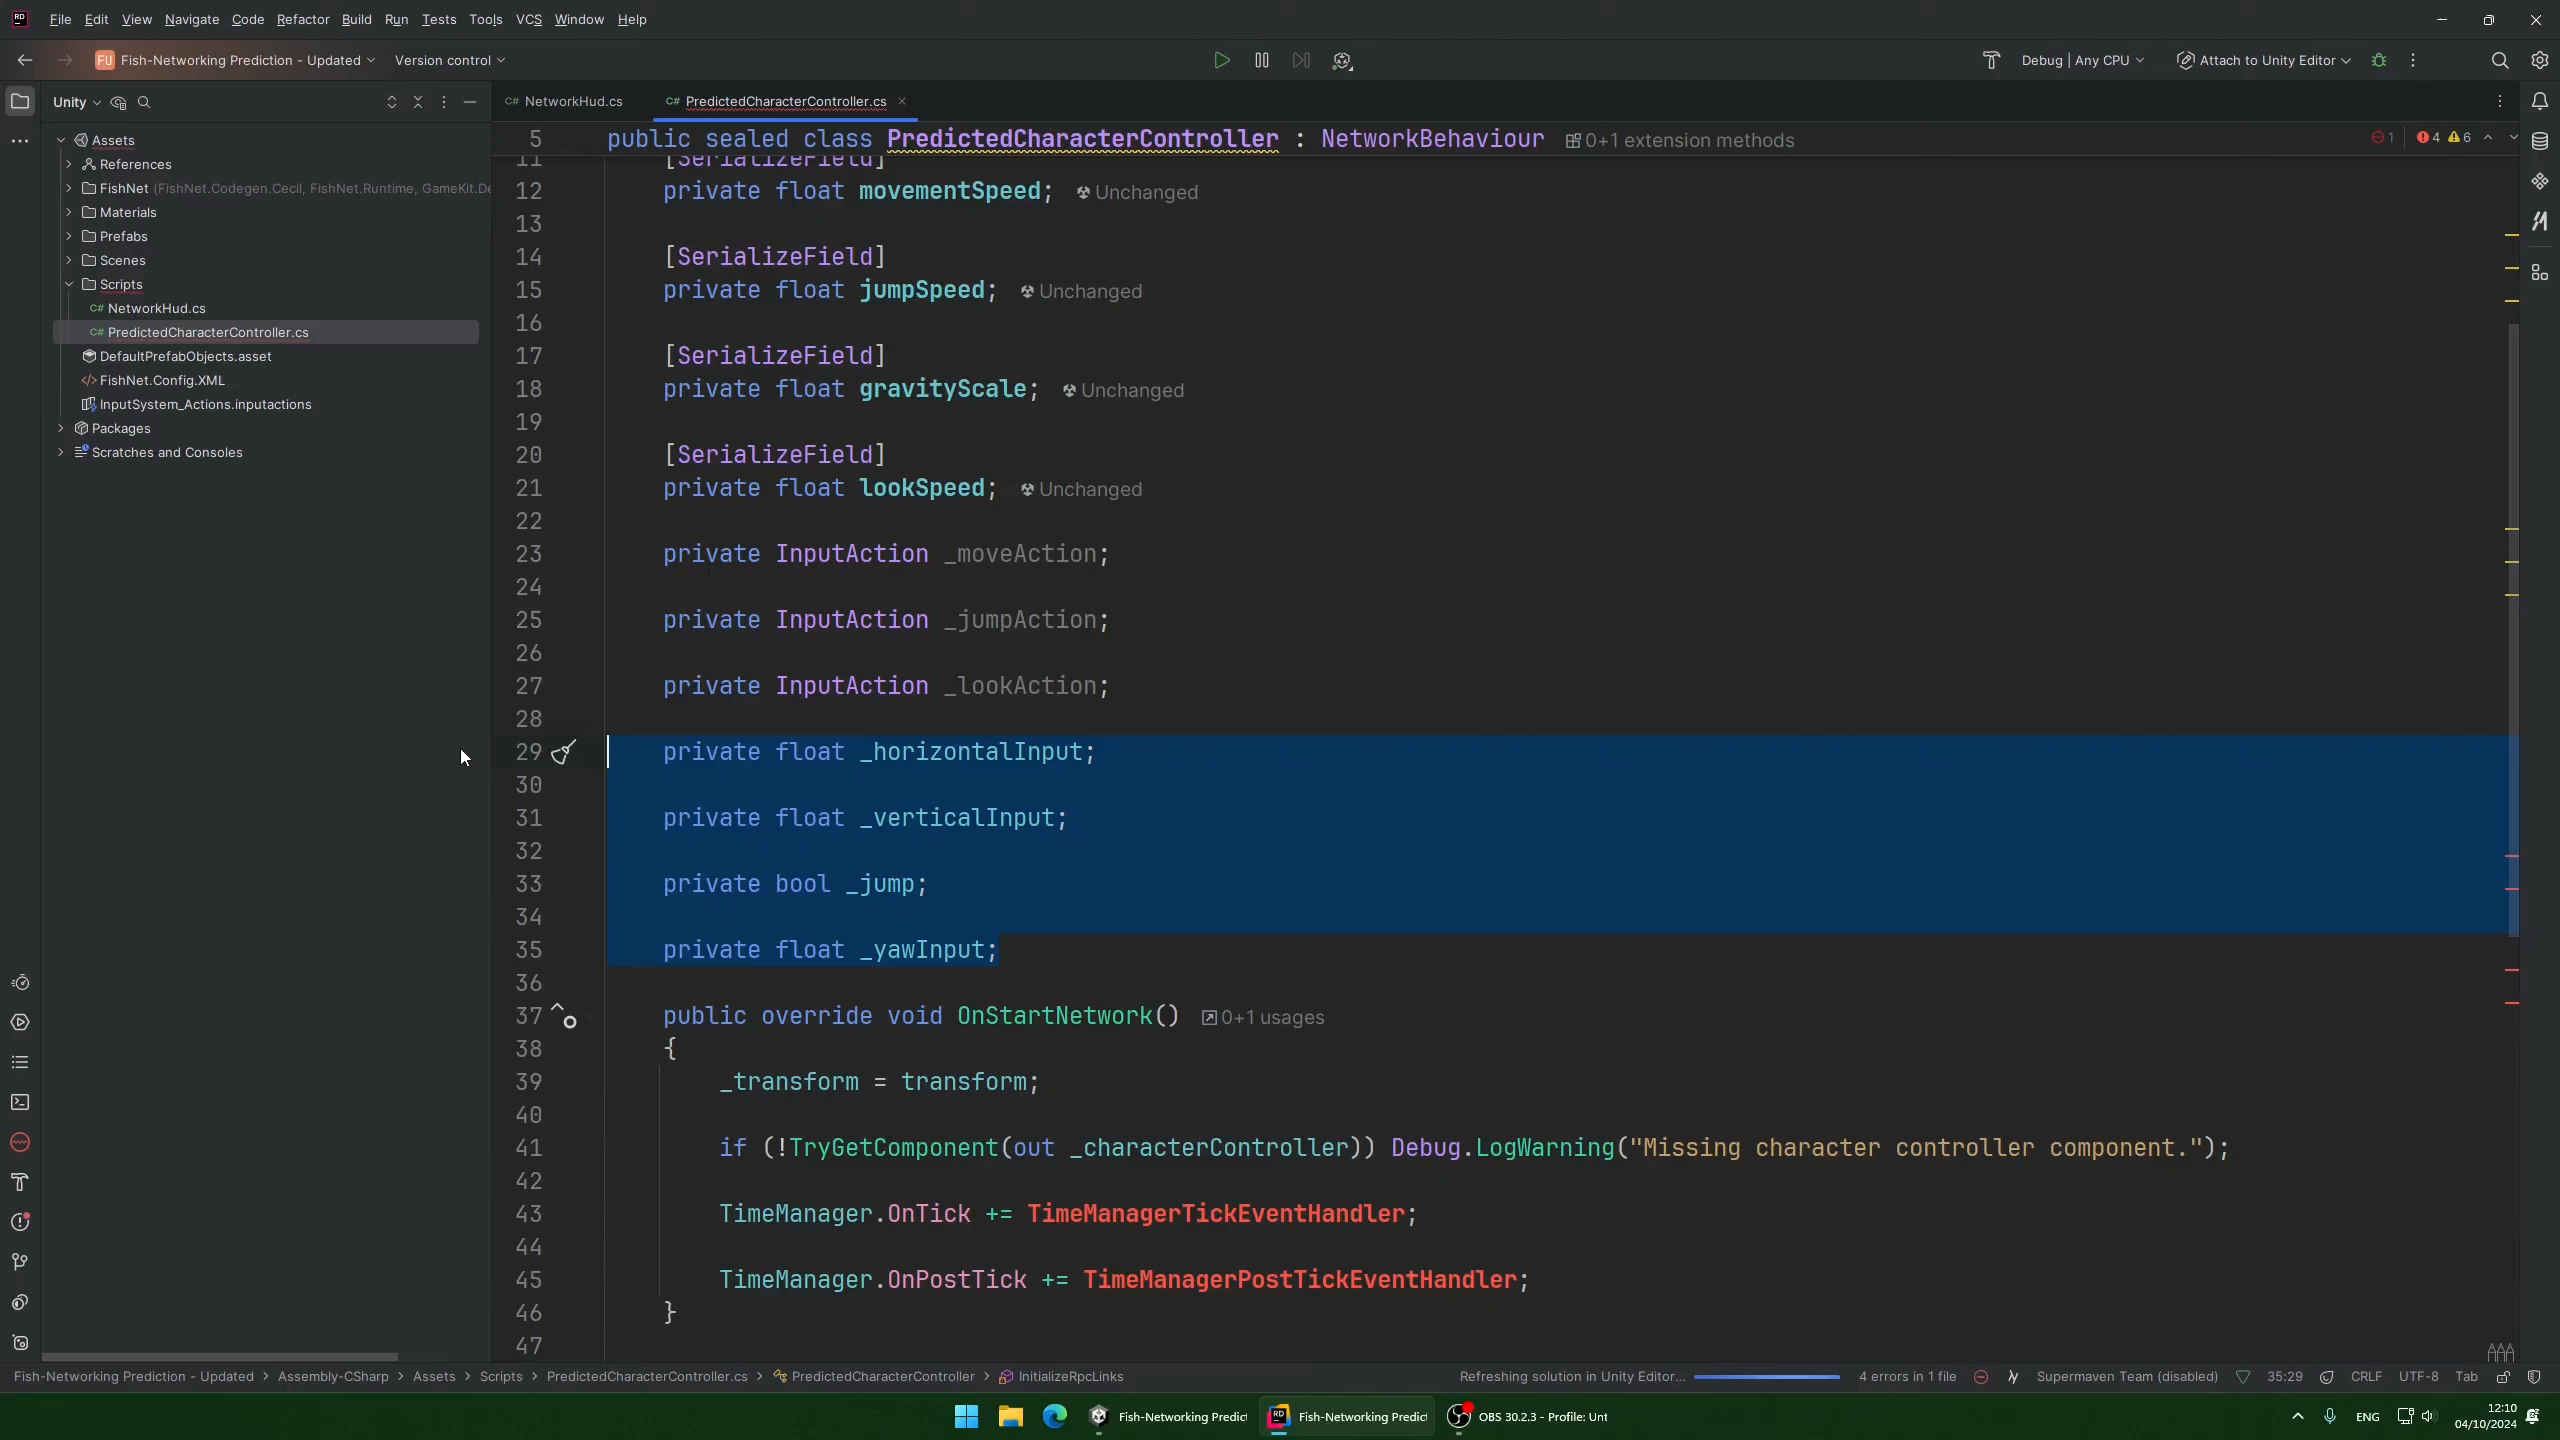 File Edit View Navigate Code Refactor Build Run Tests Tools VCS Window Help
FU Fish-Networking Prediction - Updated Version control Debug | Any CPU Attach to Unity Editor
Unity
Assets
References
FishNet (FishNet.Codegen.Cecil, FishNet.Runtime, GameKit.De
Materials
Prefabs
Scenes
Scripts
C# NetworkHud.cs
C# PredictedCharacterController.cs
DefaultPrefabObjects.asset
FishNet.Config.XML
InputSystem_Actions.inputactions
Packages
Scratches and Consoles
C# NetworkHud.cs C# PredictedCharacterController.cs
5 public sealed class PredictedCharacterController : NetworkBehaviour 0+1 extension methods 1 4 6
11 [SerializeField]
12 private float movementSpeed; Unchanged
13
14 [SerializeField]
15 private float jumpSpeed; Unchanged
16
17 [SerializeField]
18 private float gravityScale; Unchanged
19
20 [SerializeField]
21 private float lookSpeed; Unchanged
22
23 private InputAction _moveAction;
24
25 private InputAction _jumpAction;
26
27 private InputAction _lookAction;
28
29 private float _horizontalInput;
30
31 private float _verticalInput;
32
33 private bool _jump;
34
35 private float _yawInput;
36
37 public override void OnStartNetwork() 0+1 usages
38 {
39 _transform = transform;
40
41 if (!TryGetComponent(out _characterController)) Debug.LogWarning("Missing character controller component.");
42
43 TimeManager.OnTick += TimeManagerTickEventHandler;
44
45 TimeManager.OnPostTick += TimeManagerPostTickEventHandler;
46 }
47
Fish-Networking Prediction - Updated Assembly-CSharp Assets Scripts PredictedCharacterController.cs PredictedCharacterController InitializeRpcLinks Refreshing solution in Unity Editor... 4 errors in 1 file Supermaven Team (disabled) 35:29 CRLF UTF-8 Tab
Fish-Networking Predict Fish-Networking Predict OBS 30.2.3 - Profile: Unt ENG 12:10
04/10/2024